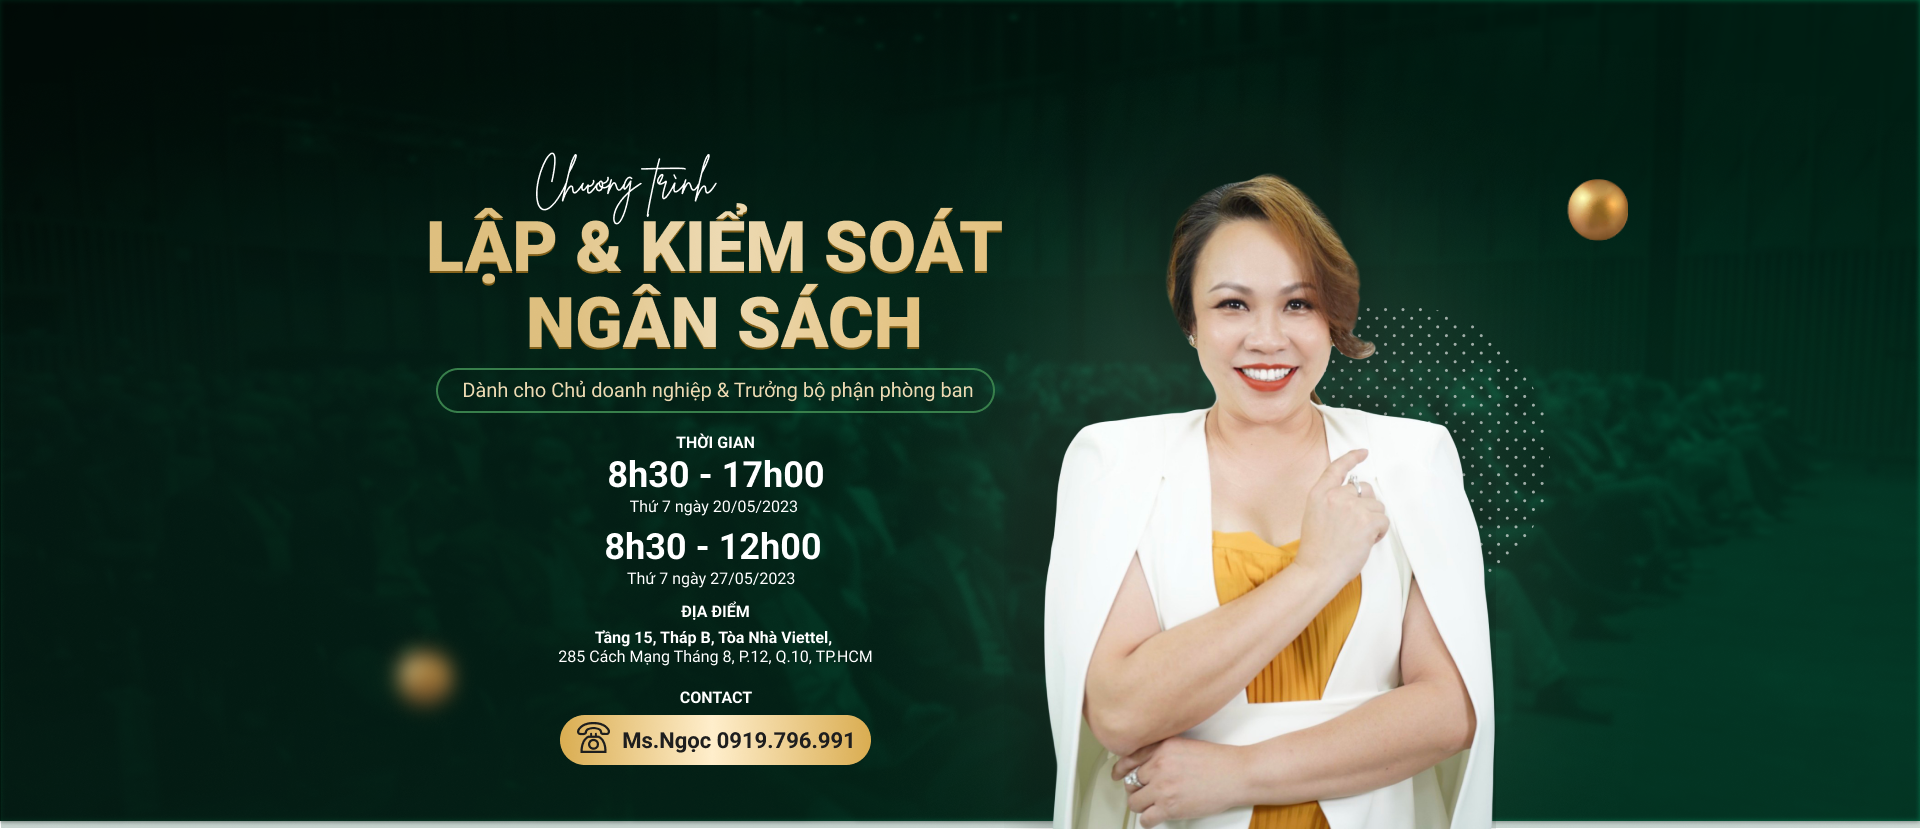 Chương trình
LẬP & KIỂM SOÁT
NGÂN SÁCH
Dành cho Chủ doanh nghiệp & Trưởng bộ phận phòng ban
THỜI GIAN
8h30 - 17h00
Thứ 7 ngày 20/05/2023
8h30 - 12h00
Thứ 7 ngày 27/05/2023
ĐỊA ĐIỂM
Tầng 15, Tháp B, Tòa Nhà Viettel,
285 Cách Mạng Tháng 8, P.12, Q.10, TP.HCM
CONTACT
Ms.Ngọc 0919.796.991